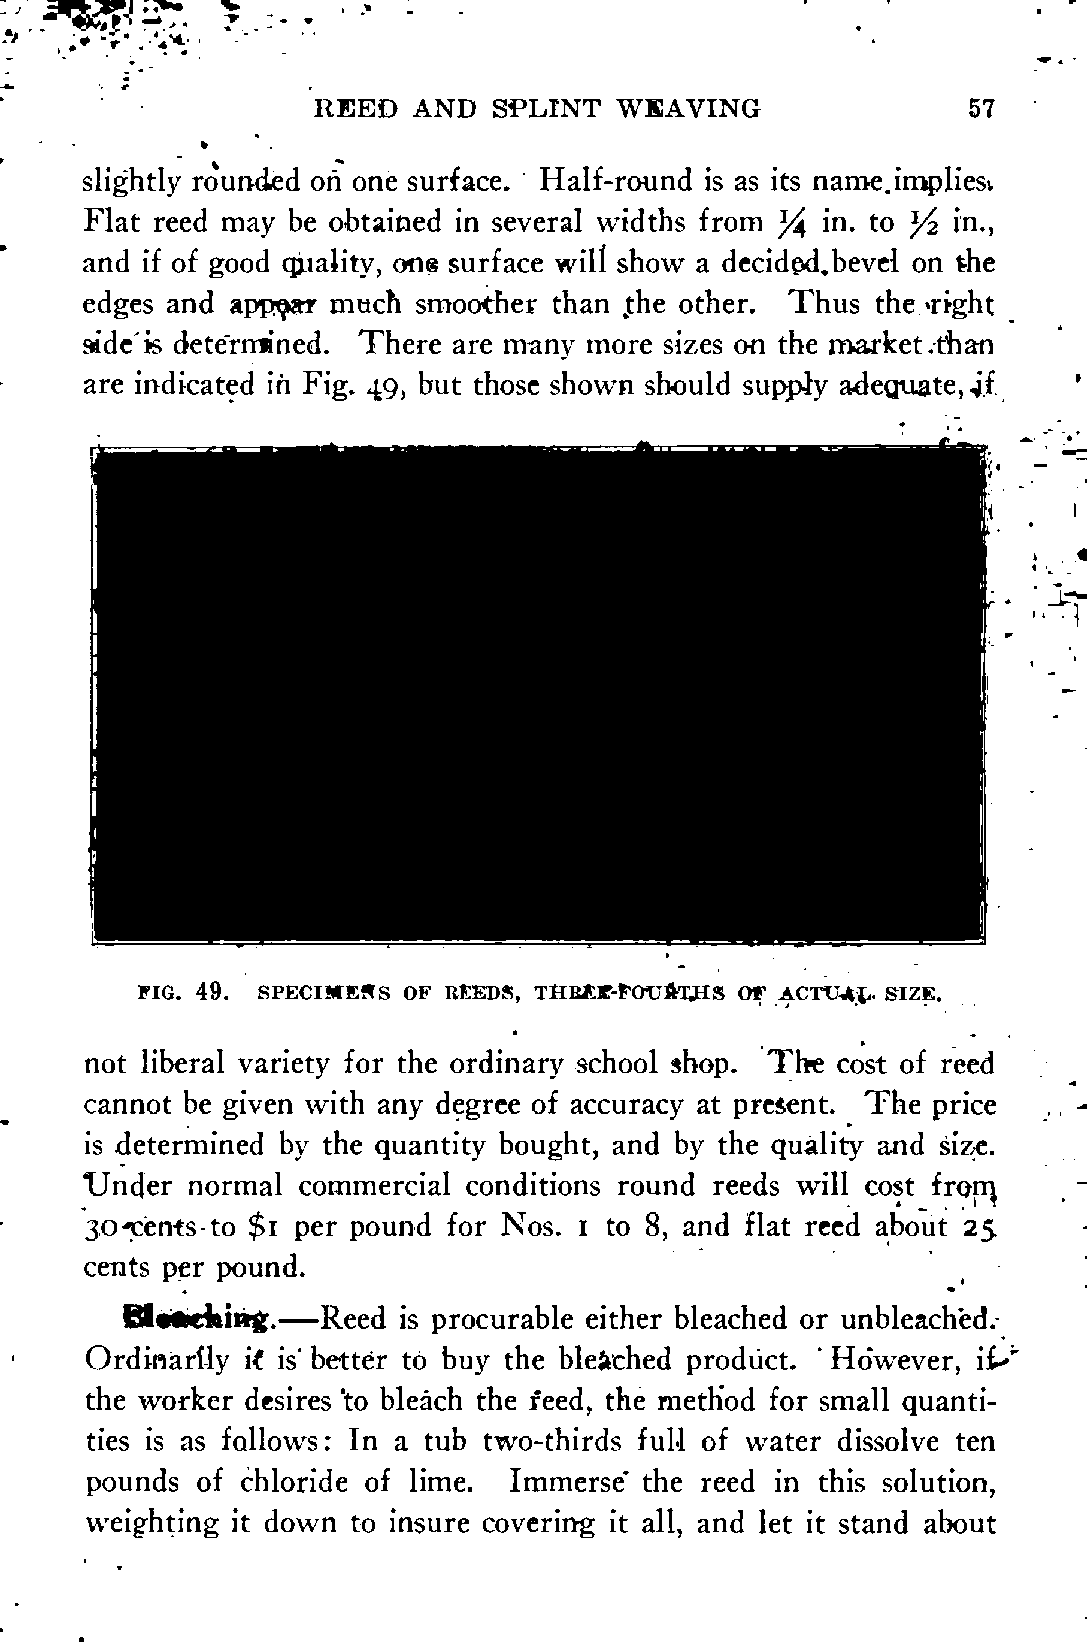 REED AND SPLINT WEAVING 57
slightly rounded on one surface. Half-round is as its name implies.
Flat reed may be obtained in several widths from ¼ in. to ½ in.,
and if of good quality, one surface will show a decided bevel on the
edges and appear much smoother than the other. Thus the right
side is determined. There are many more sizes on the market than
are indicated in Fig. 49, but those shown should supply adequate, if
FIG. 49. SPECIMENS OF REEDS, THREE-FOURTHS OF ACTUAL SIZE.
not liberal variety for the ordinary school shop. The cost of reed
cannot be given with any degree of accuracy at present. The price
is determined by the quantity bought, and by the quality and size.
Under normal commercial conditions round reeds will cost from
30 cents to $1 per pound for Nos. 1 to 8, and flat reed about 25
cents per pound.
Bleaching.—Reed is procurable either bleached or unbleached.
Ordinarily it is better to buy the bleached product. However, if
the worker desires to bleach the reed, the method for small quanti-
ties is as follows: In a tub two-thirds full of water dissolve ten
pounds of chloride of lime. Immerse the reed in this solution,
weighting it down to insure covering it all, and let it stand about